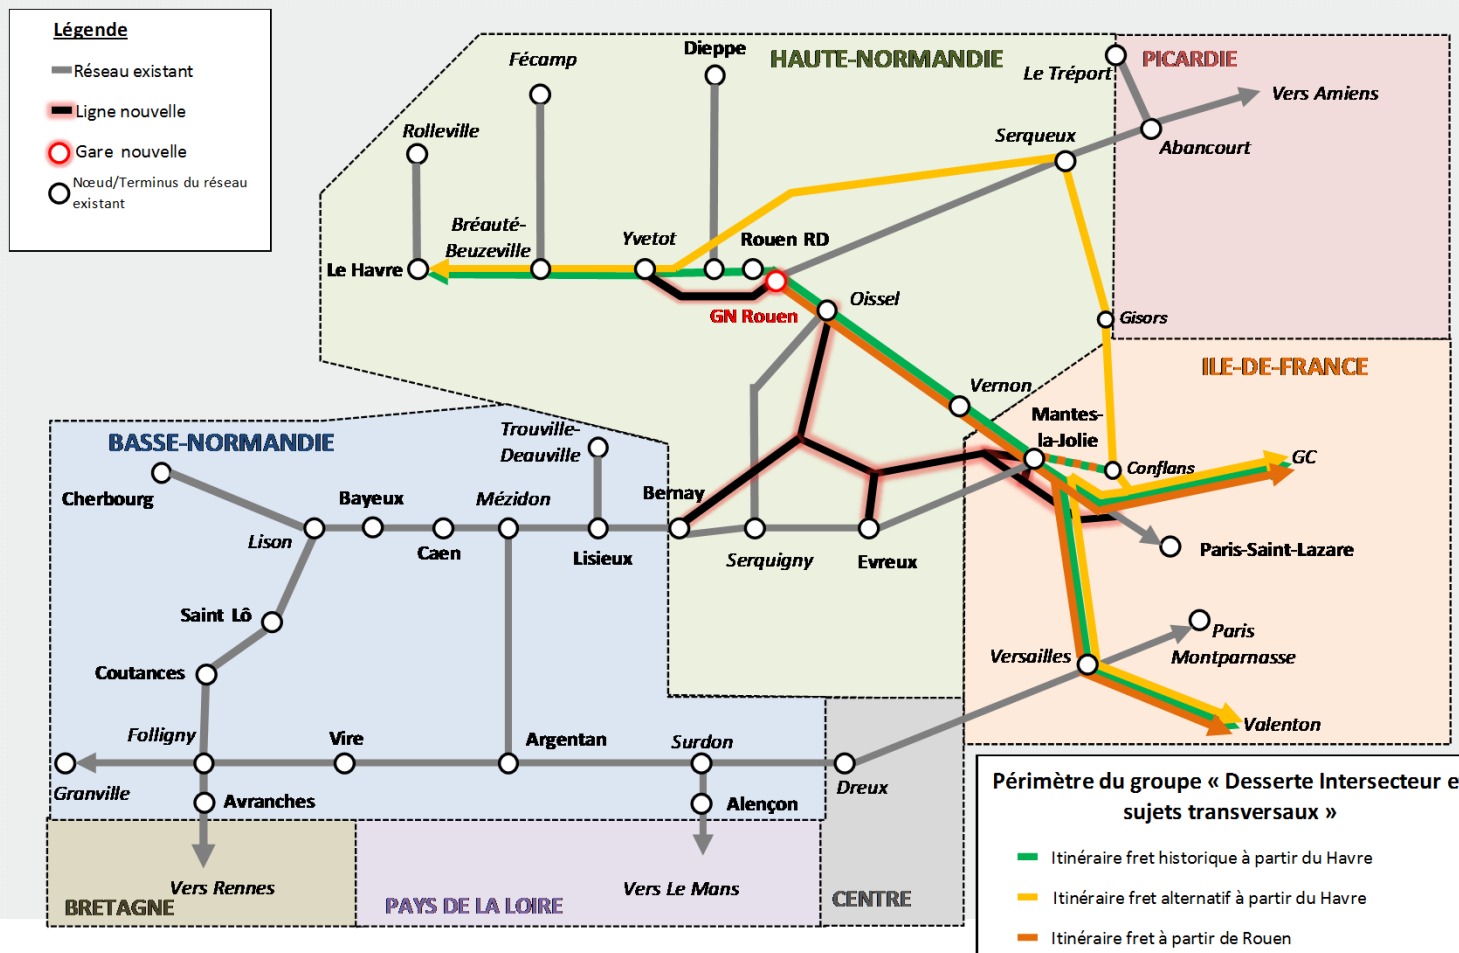 Légende
Réseau existant
Ligne nouvelle
Gare nouvelle
Nœud/Terminus du réseau
existant
HAUTE-NORMANDIE
PICARDIE
Dieppe
Fécamp
Rolleville
Le Tréport
Vers Amiens
Serqueux
Abancourt
Bréauté-
Beuzeville
Yvetot
Rouen RD
Le Havre
GN Rouen
Oissel
Gisors
ILE-DE-FRANCE
Vernon
Mantes-
la-Jolie
Conflans
GC
BASSE-NORMANDIE
Trouville-
Deauville
Cherbourg
Bayeux
Mézidon
Bernay
Lison
Caen
Lisieux
Serquigny
Evreux
Paris-Saint-Lazare
Saint Lô
Versailles
Paris
Montparnasse
Coutances
Valenton
Folligny
Vire
Argentan
Surdon
Granville
Avranches
Alençon
Dreux
Vers Rennes
Vers Le Mans
BRETAGNE
PAYS DE LA LOIRE
CENTRE
Périmètre du groupe « Desserte Intersecteur e
sujets transversaux »
Itinéraire fret historique à partir du Havre
Itinéraire fret alternatif à partir du Havre
Itinéraire fret à partir de Rouen